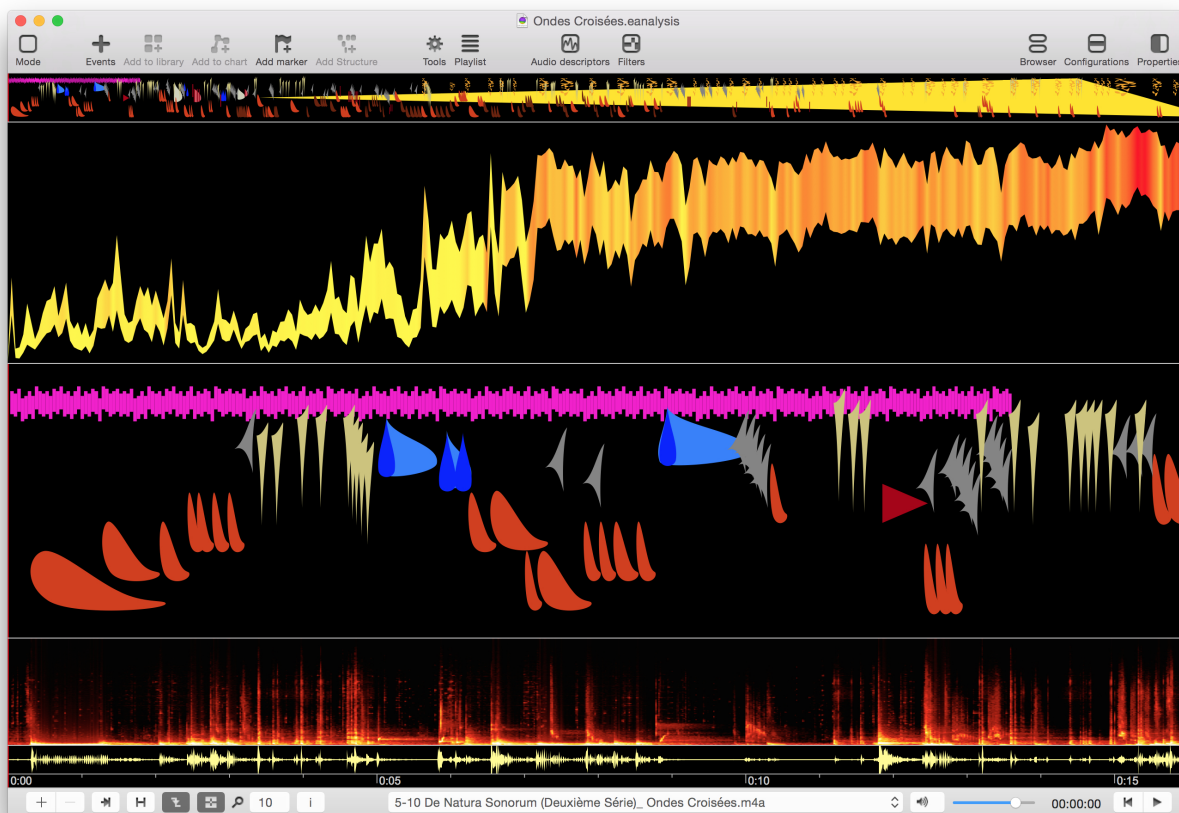 Ondes Croisées.eanalysis
Mode Events Add to library Add to chart Add marker Add Structure Tools Playlist Audio descriptors Filters Browser Configurations Properties
0:00 0:05 0:10 0:15
10 i 5-10 De Natura Sonorum (Deuxième Série)_ Ondes Croisées.m4a 00:00:00